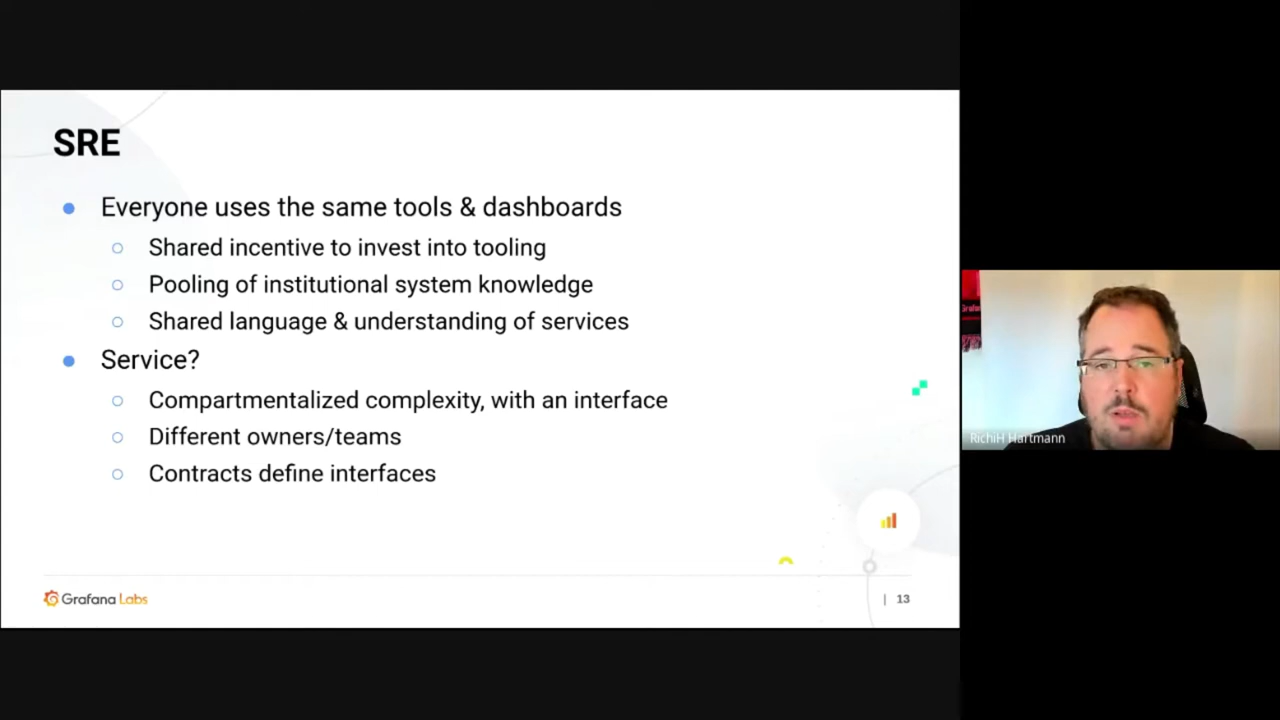 SRE
Everyone uses the same tools & dashboards
Shared incentive to invest into tooling
Pooling of institutional system knowledge
Shared language & understanding of services
Service?
Compartmentalized complexity, with an interface
Different owners/teams
Contracts define interfaces
Grafana Labs
| 13
RichiH Hartmann